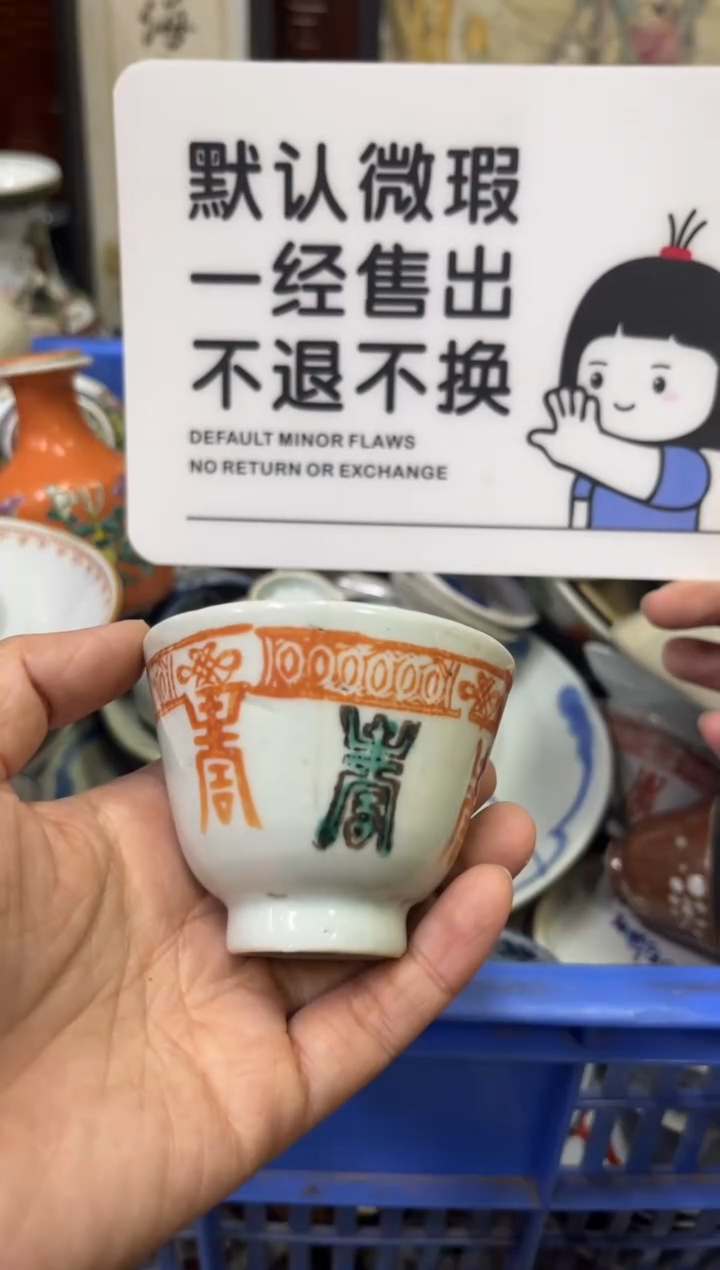 默认微瑕
一经售出
不退不换
DEFAULT MINOR FLAWS
NO RETURN OR EXCHANGE